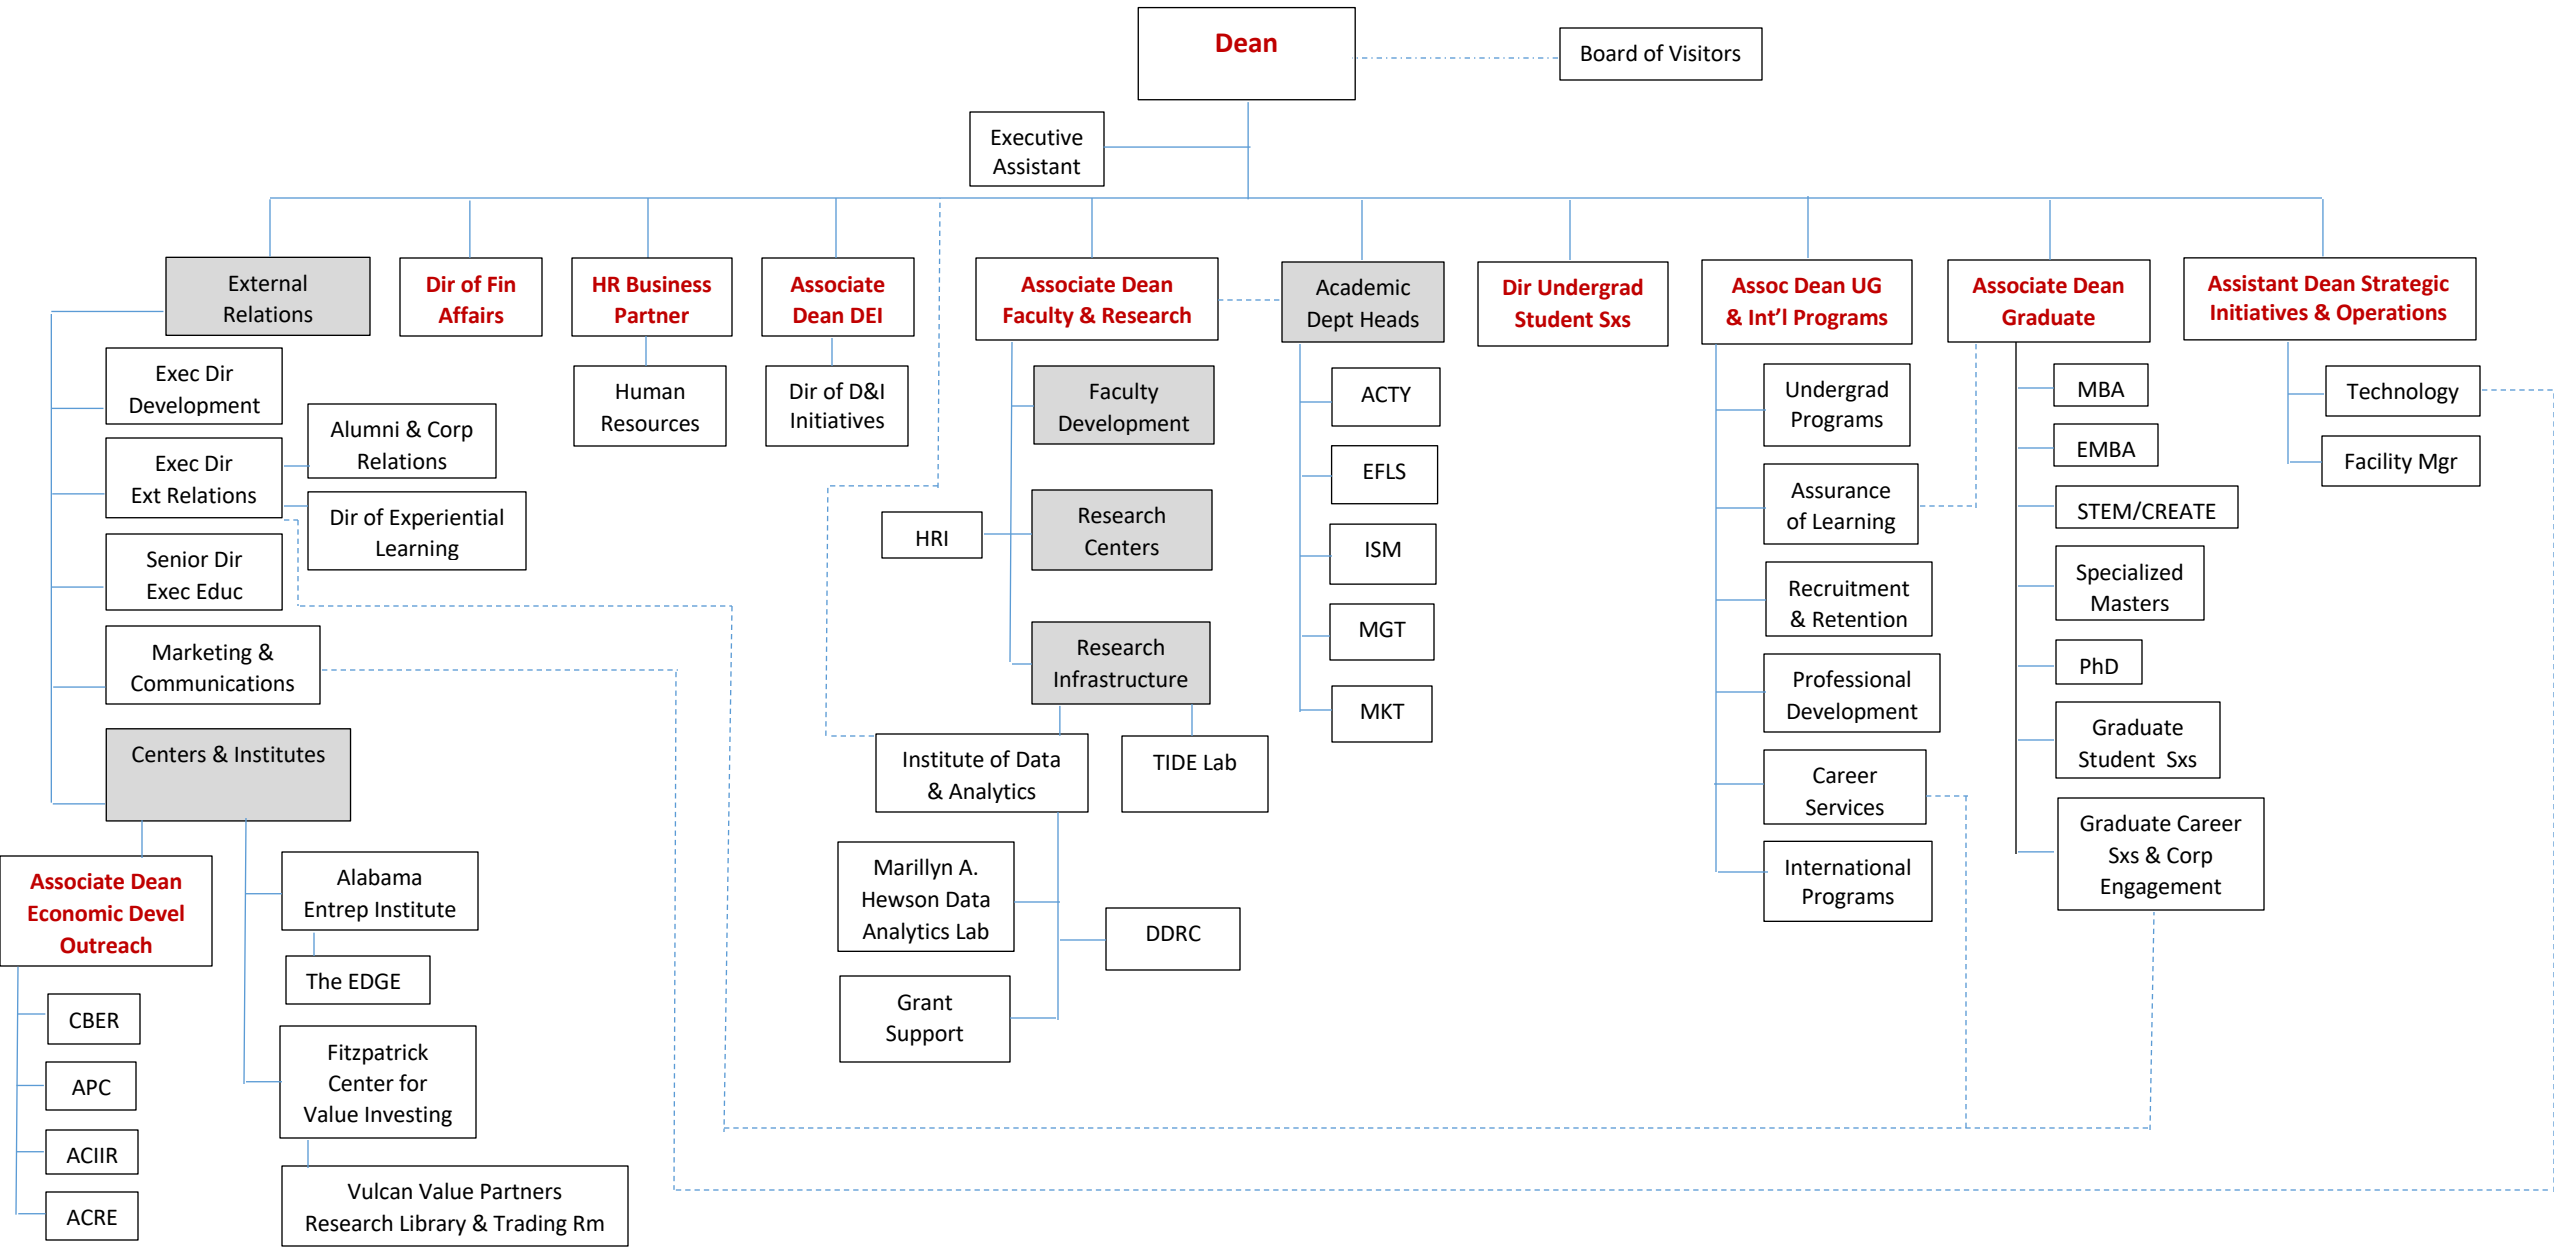 Dean
Board of Visitors
Executive
Assistant
External
Relations
Dir of Fin
Affairs
HR Business
Partner
Associate
Dean DEI
Associate Dean
Faculty & Research
Academic
Dept Heads
Dir Undergrad
Student Sxs
Assoc Dean UG
& Int’l Programs
Associate Dean
Graduate
Assistant Dean Strategic
Initiatives & Operations
Exec Dir
Development
Exec Dir
Ext Relations
Alumni & Corp
Relations
Dir of Experiential
Learning
Senior Dir
Exec Educ
Marketing &
Communications
Centers & Institutes
Associate Dean
Economic Devel
Outreach
CBER
APC
ACIIR
ACRE
Alabama
Entrep Institute
The EDGE
Fitzpatrick
Center for
Value Investing
Vulcan Value Partners
Research Library & Trading Rm
Human
Resources
Dir of D&I
Initiatives
Faculty
Development
HRI
Research
Centers
Research
Infrastructure
Institute of Data
& Analytics
TIDE Lab
Marillyn A.
Hewson Data
Analytics Lab
DDRC
Grant
Support
ACTY
EFLS
ISM
MGT
MKT
Undergrad
Programs
Assurance
of Learning
Recruitment
& Retention
Professional
Development
Career
Services
International
Programs
MBA
EMBA
STEM/CREATE
Specialized
Masters
PhD
Graduate
Student  Sxs
Graduate Career
Sxs & Corp
Engagement
Technology
Facility Mgr